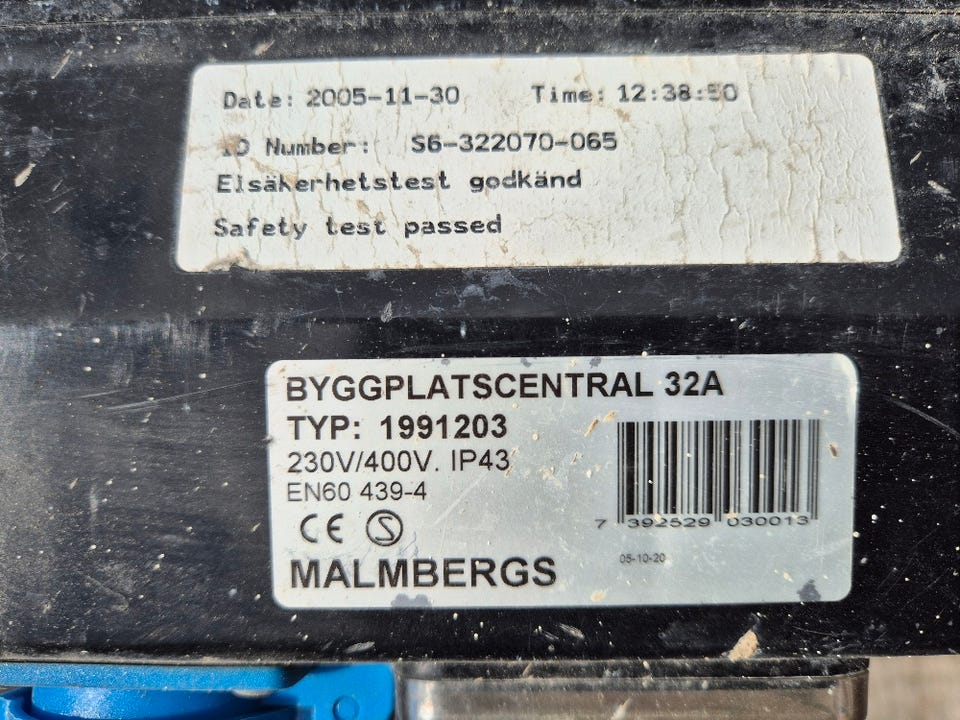 Date: 2005-11-30 Time: 12:38:50
ID Number: S6-322070-065
Elsäkerhetstest godkänd
Safety test passed
BYGGPLATSCENTRAL 32A
TYP: 1991203
230V/400V. IP43
EN60 439-4
CE S
7 392529 030013
05-10-20
MALMBERGS